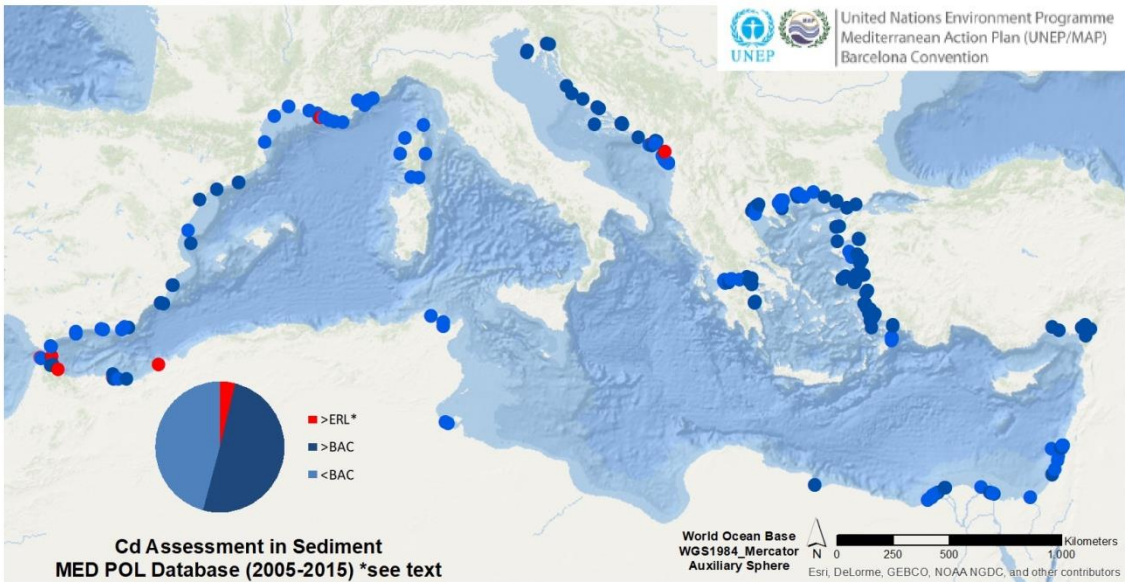 UNEP
United Nations Environment Programme
Mediterranean Action Plan (UNEP/MAP)
Barcelona Convention
>ERL*
>BAC
<BAC
Cd Assessment in Sediment
MED POL Database (2005-2015) *see text
World Ocean Base
WGS1984_Mercator
Auxiliary Sphere
N
Kilometers
0 250 500 1,000
Esri, DeLorme, GEBCO, NOAA NGDC, and other contributors